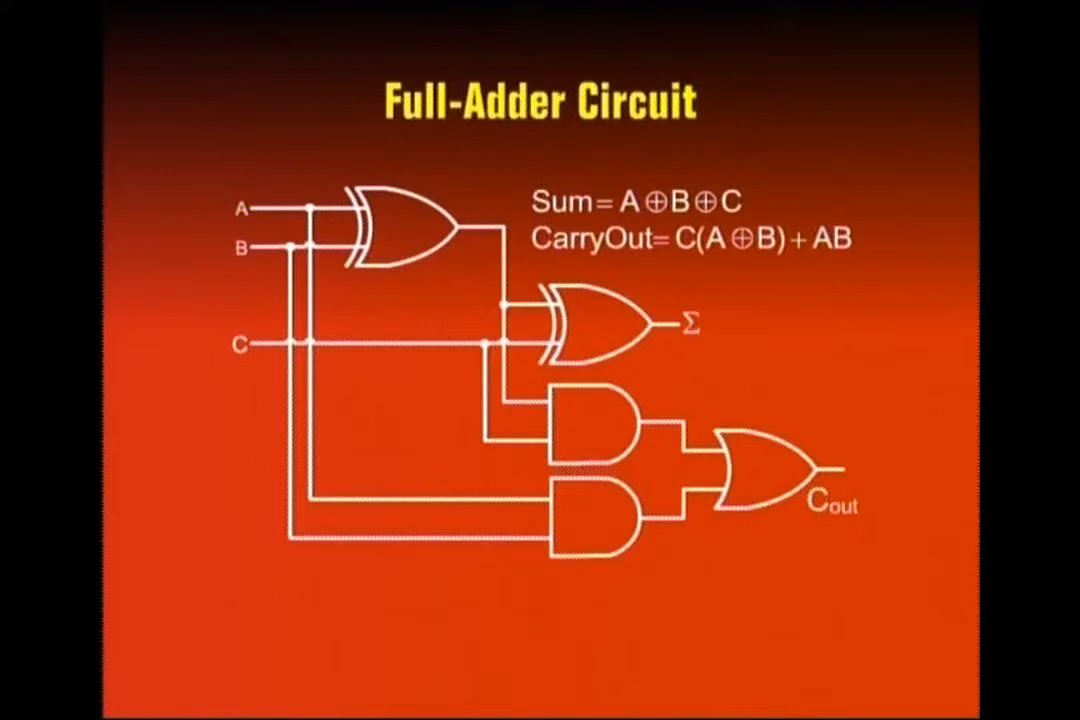 Full-Adder Circuit
A
B
C
Sum= A⊕B⊕C
CarryOut= C(A⊕B)+AB
Σ
Cout